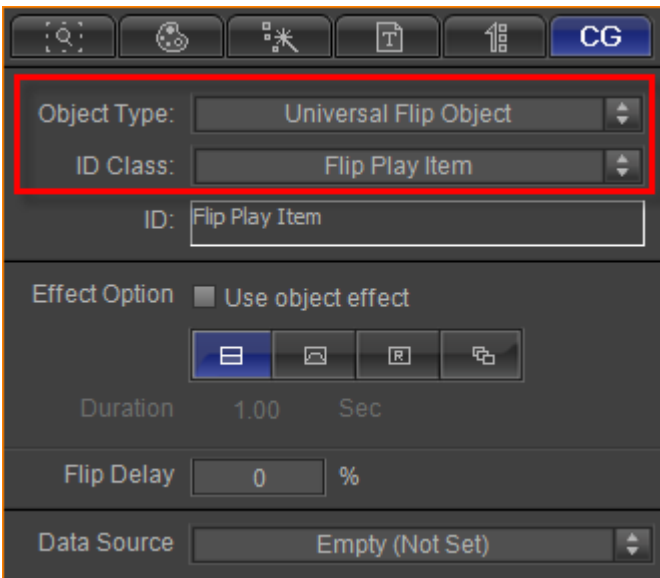 CG
Object Type: Universal Flip Object
ID Class: Flip Play Item
ID: Flip Play Item
Effect Option Use object effect
R
Duration 1.00 Sec
Flip Delay 0 %
Data Source Empty (Not Set)